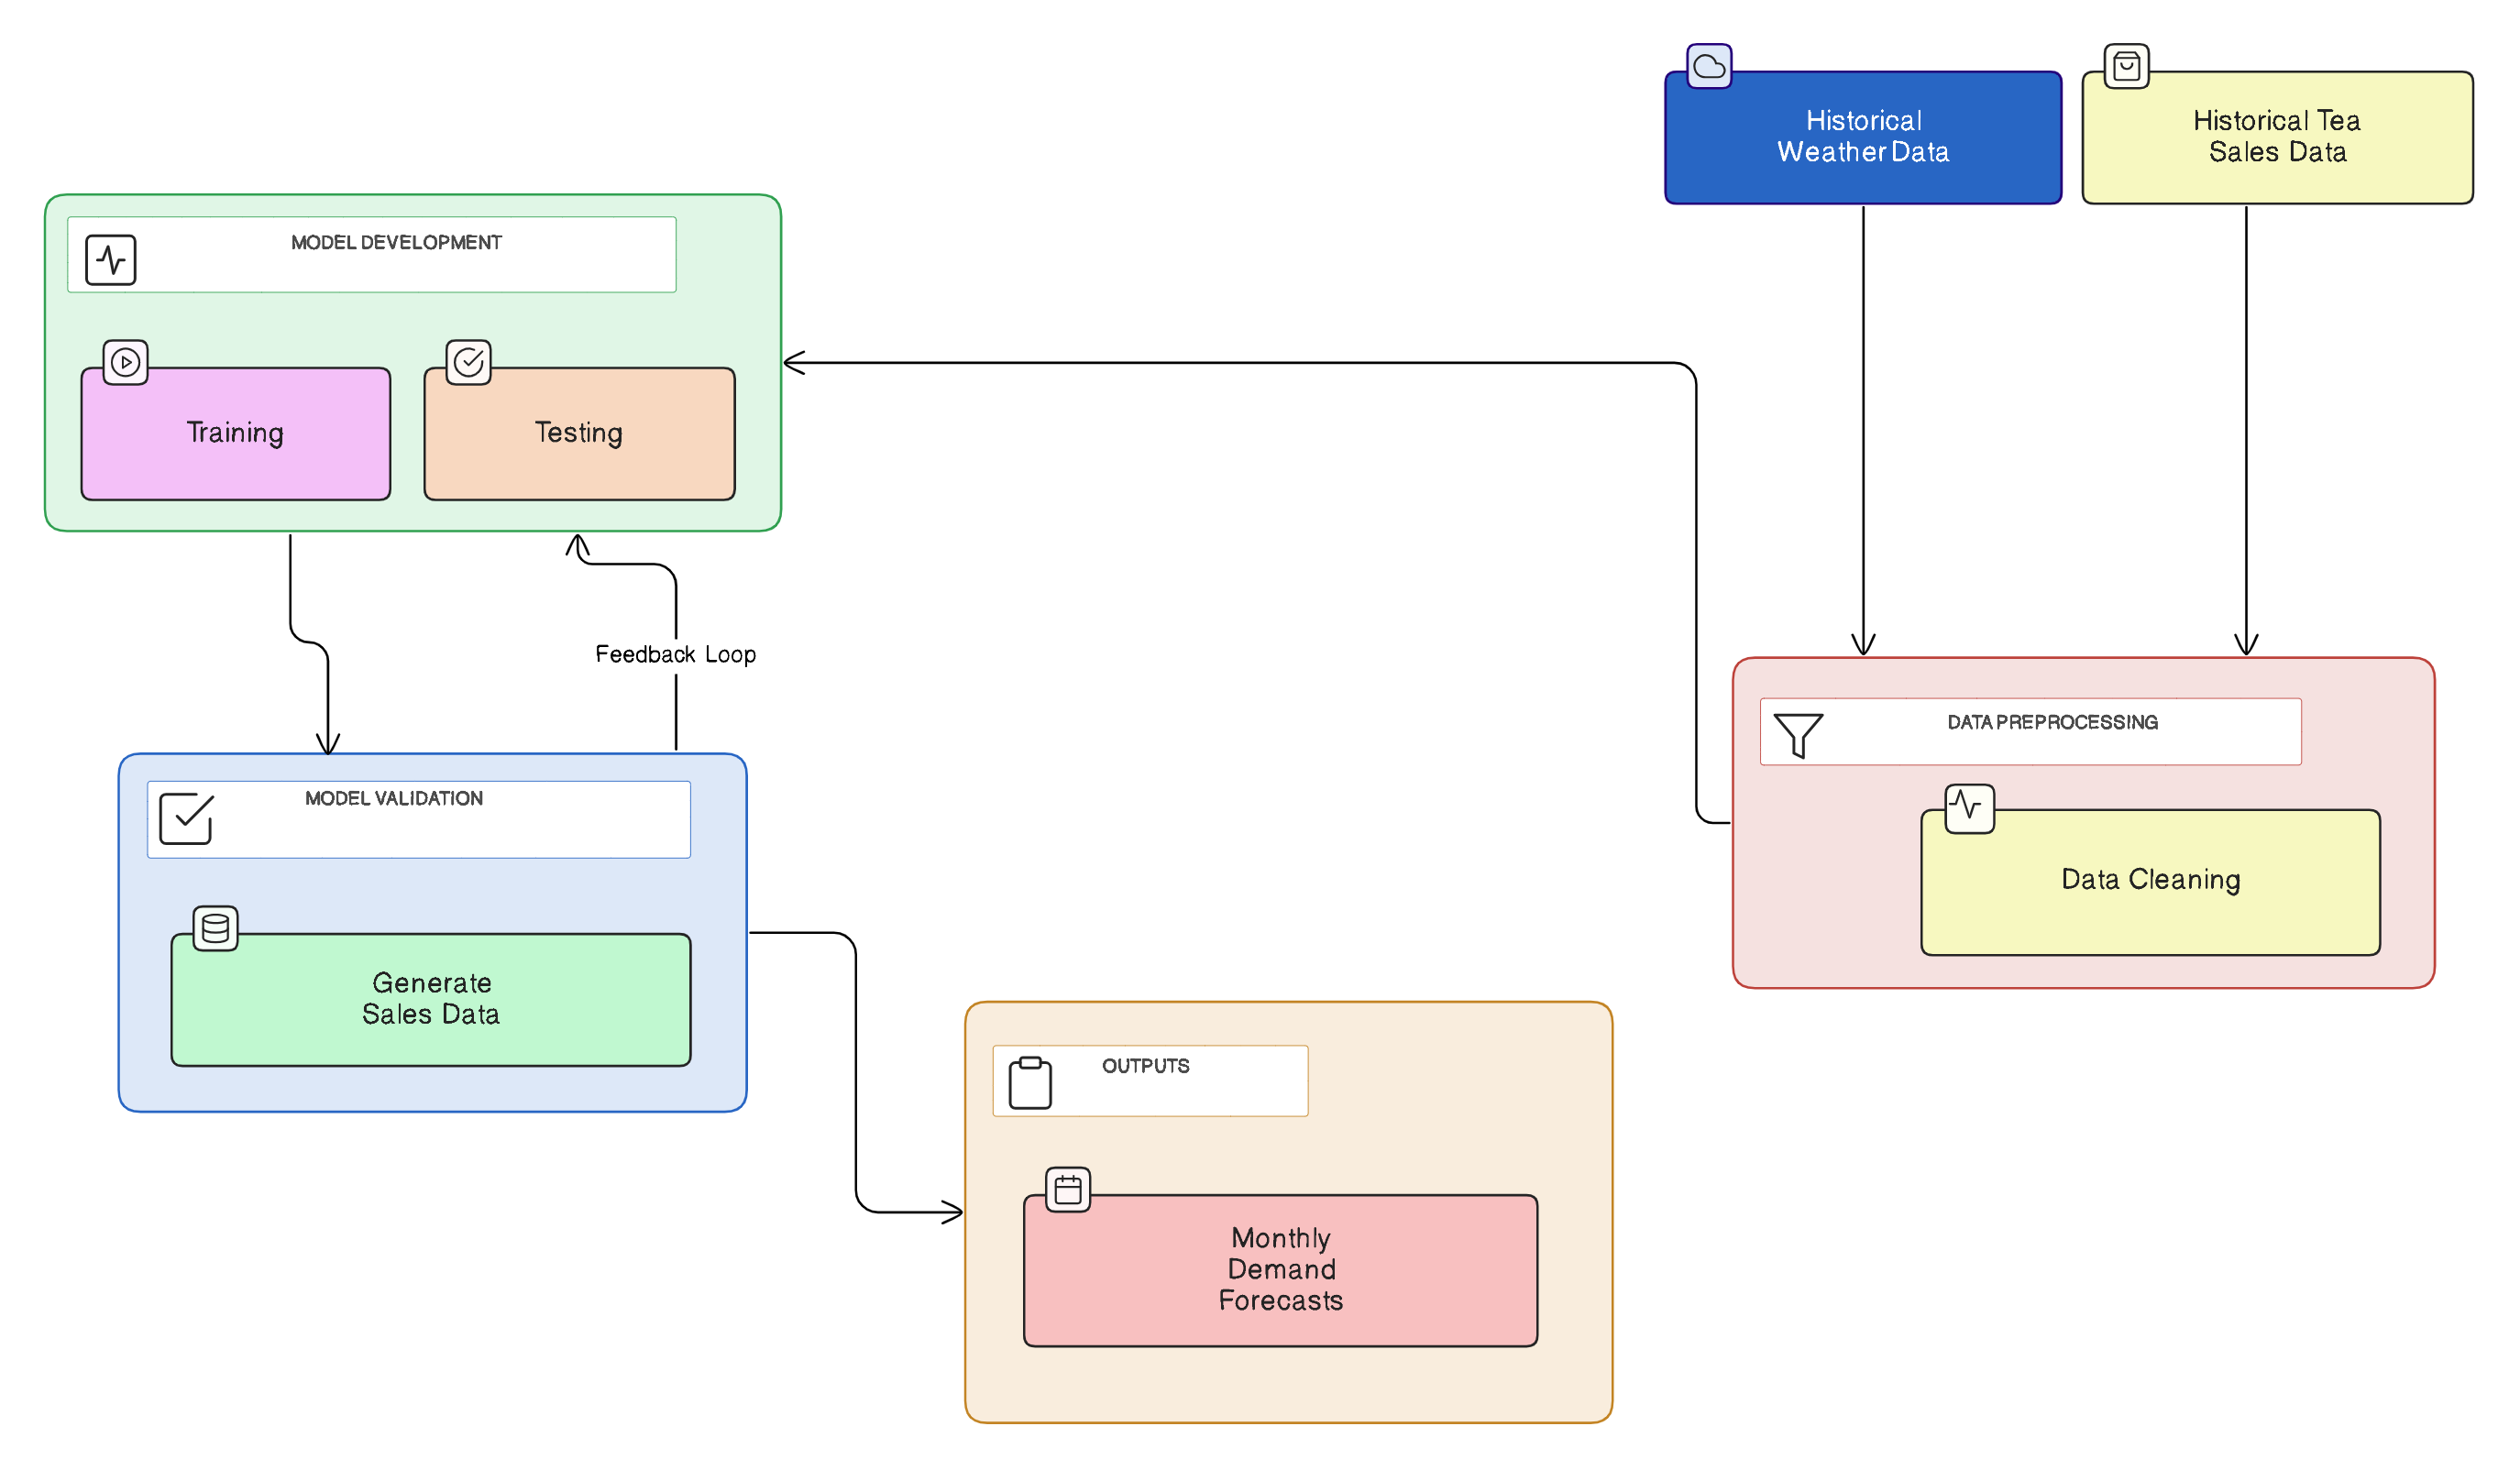 Historical
Weather Data
Historical Tea
Sales Data
MODEL DEVELOPMENT
Training
Testing
Feedback Loop
DATA PREPROCESSING
Data Cleaning
MODEL VALIDATION
Generate
Sales Data
OUTPUTS
Monthly
Demand
Forecasts